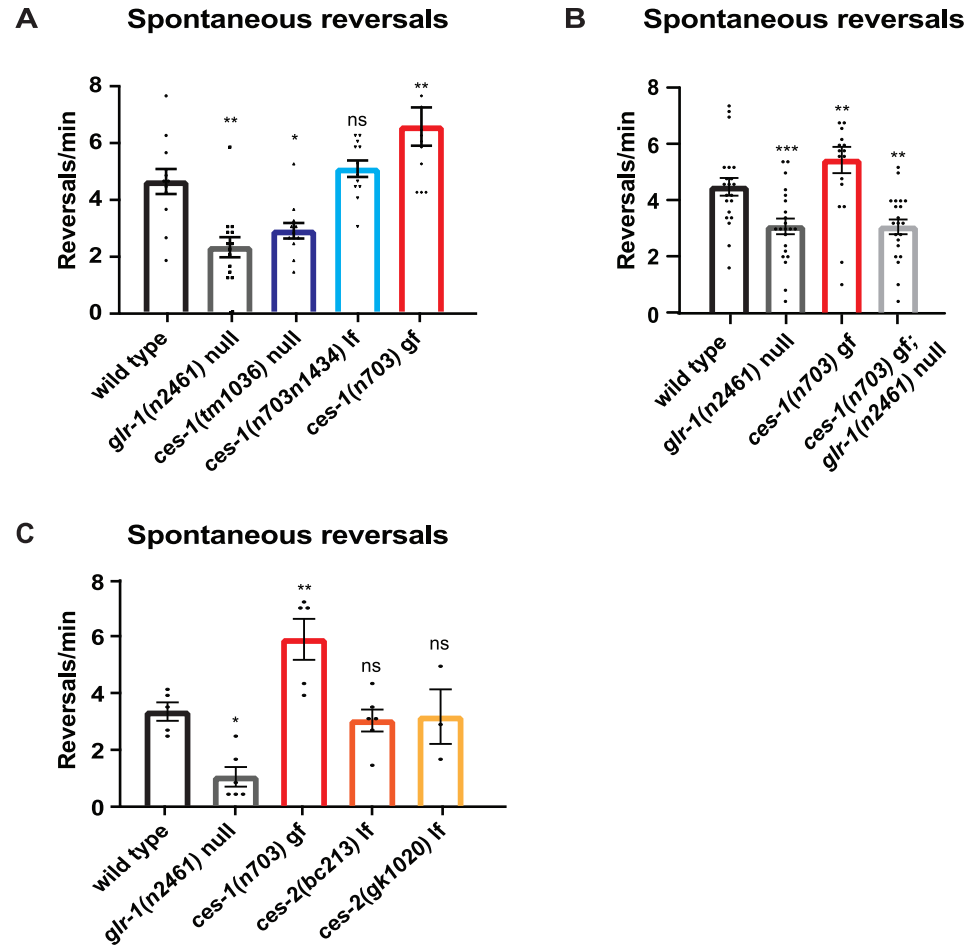 A
Spontaneous reversals
Reversals/min
8
6
4
2
0
**
*
ns
**
wild type
glr-1(n2461) null
ces-1(tm1036) null
ces-1(n703n1434) lf
ces-1(n703) gf
B
Spontaneous reversals
Reversals/min
8
6
4
2
0
***
**
**
wild type
glr-1(n2461) null
ces-1(n703) gf
ces-1(n703) gf;
glr-1(n2461) null
C
Spontaneous reversals
Reversals/min
8
6
4
2
0
*
**
ns
ns
wild type
glr-1(n2461) null
ces-1(n703) gf
ces-2(bc213) lf
ces-2(gk1020) lf